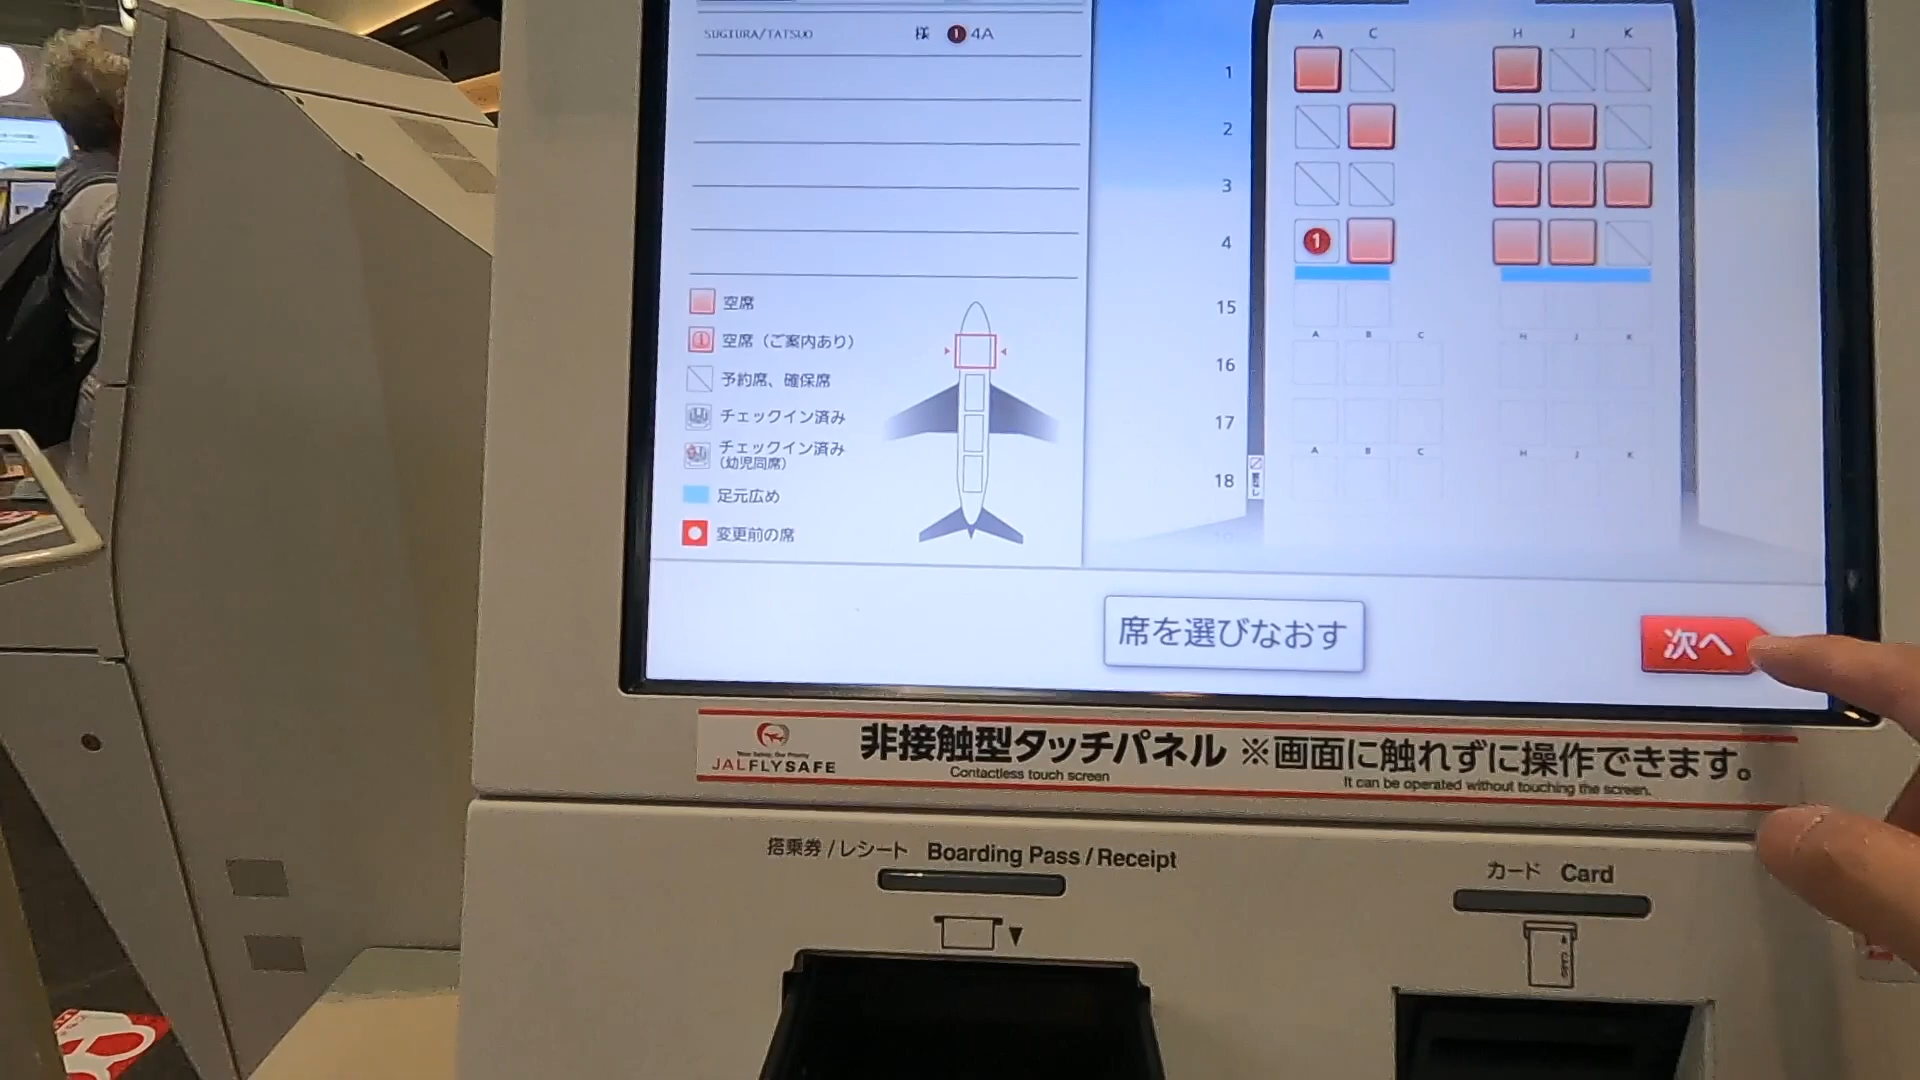 SUGIURA/TATSUO 様 1 4A
A C H J K
1
2
3
4 1
15
A B C H J K
16
17
A B C H J K
18
空席
空席（ご案内あり）
予約席、確保席
チェックイン済み
チェックイン済み
（幼児同席）
足元広め
変更前の席
席を選びなおす
次へ
JALFLYSAFE
非接触型タッチパネル ※画面に触れずに操作できます。
Contactless touch screen
It can be operated without touching the screen.
搭乗券 / レシート Boarding Pass / Receipt
カード Card